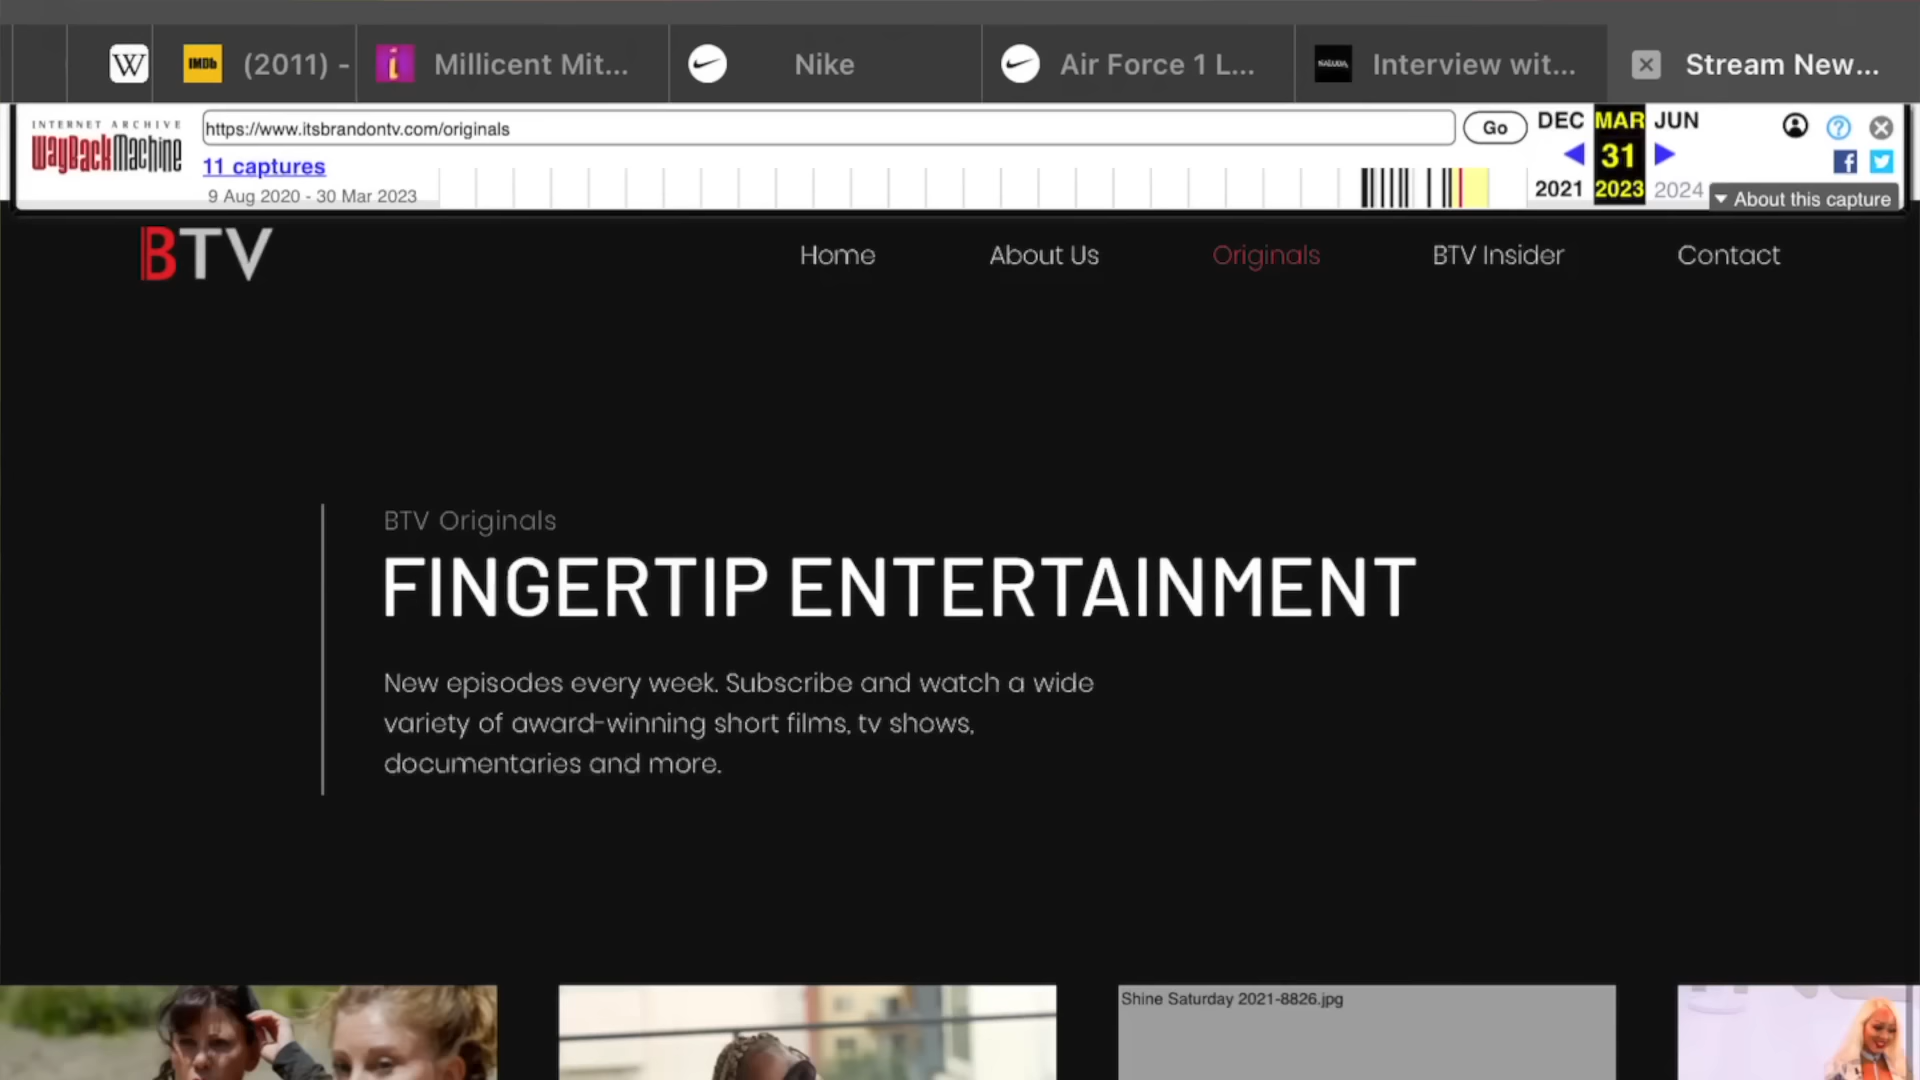 W
IMDb
(2011) -
i
Millicent Mit...
Nike
Air Force 1 L...
Interview wit...
Stream New...
INTERNET ARCHIVE
WayBackMachine
https://www.itsbrandontv.com/originals
Go
11 captures
9 Aug 2020 - 30 Mar 2023
DEC MAR JUN
31
2021 2023 2024
?
f
About this capture
BTV
Home About Us Originals BTV Insider Contact
BTV Originals
FINGERTIP ENTERTAINMENT
New episodes every week. Subscribe and watch a wide
variety of award-winning short films, tv shows,
documentaries and more.
Shine Saturday 2021-8826.jpg